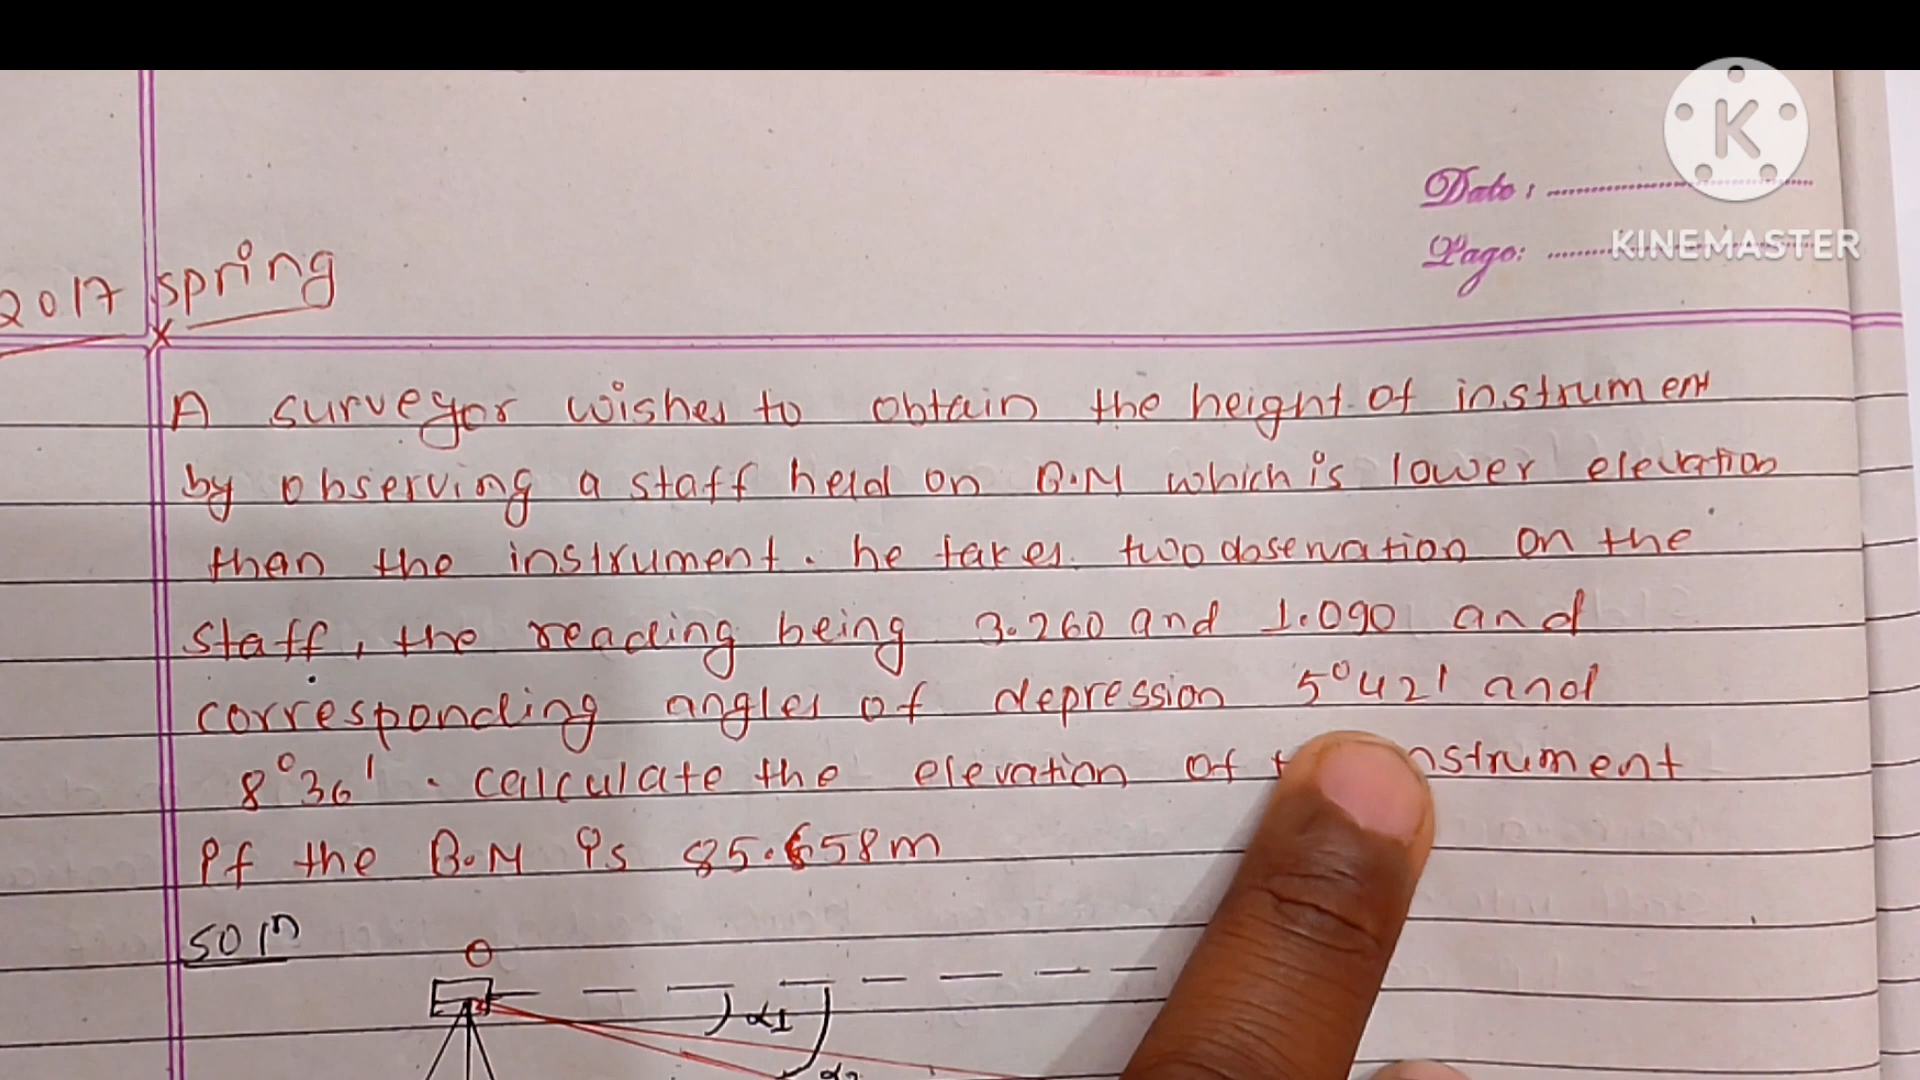 Date:
KINEMASTER
Page:
2017 spring
A surveyor wishes to obtain the height of instrument
by observing a staff held on B.M which is lower elevation
than the instrument. he takes two observation on the
staff, the reading being 3.260 and 1.090 and
corresponding angles of depression 5°42' and
8°36'. calculate the elevation of instrument
if the B.M is 85.658m
soln
θ
α1
α2